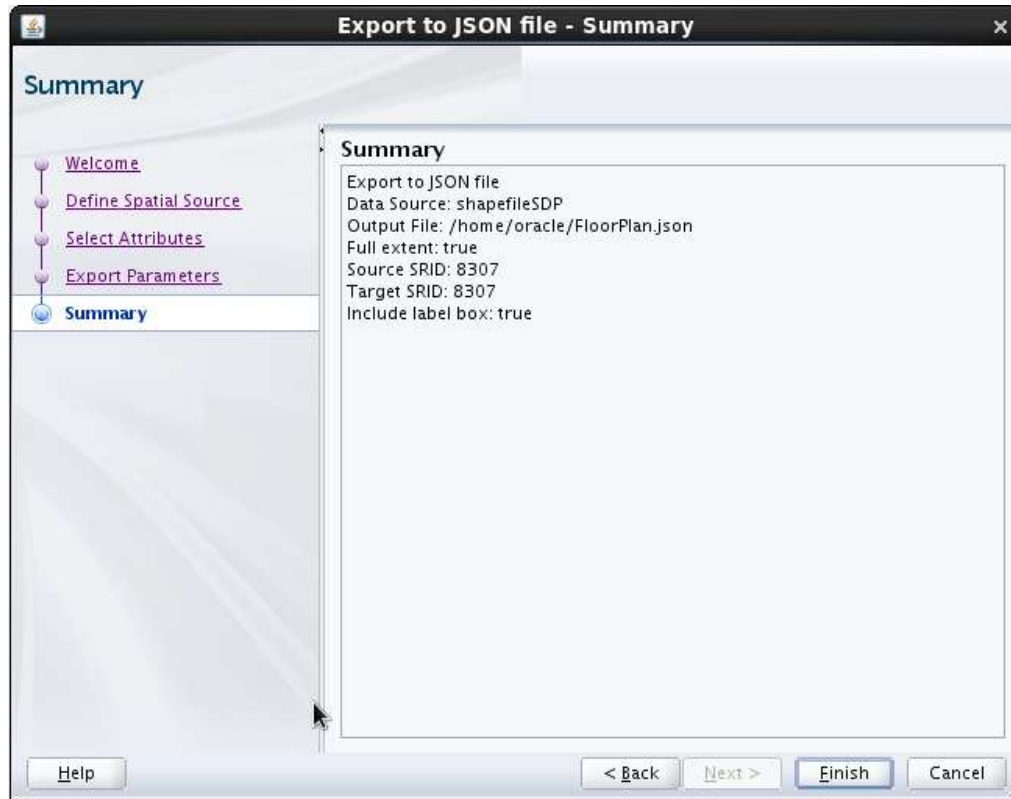 Export to JSON file - Summary
Summary
Welcome
Define Spatial Source
Select Attributes
Export Parameters
Summary
Summary
Export to JSON file
Data Source: shapefileSDP
Output File: /home/oracle/FloorPlan.json
Full extent: true
Source SRID: 8307
Target SRID: 8307
Include label box: true
Help
< Back
Next >
Finish
Cancel